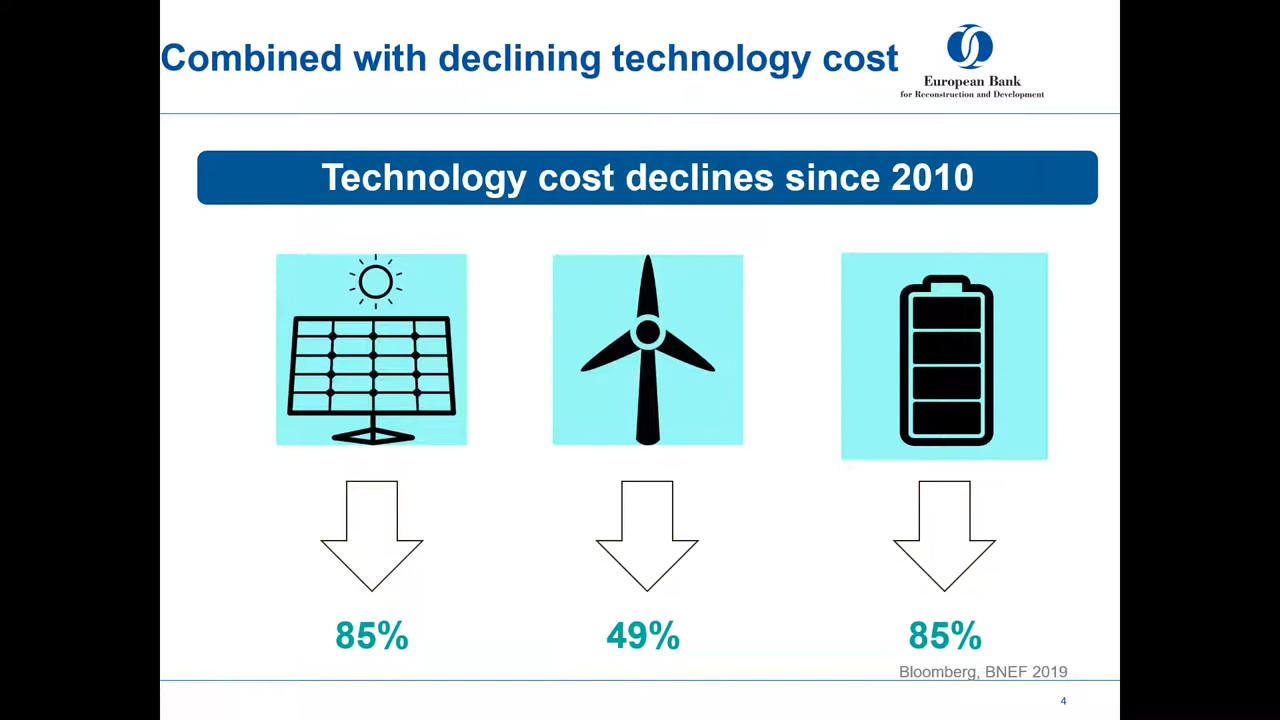 Combined with declining technology cost
European Bank
for Reconstruction and Development
Technology cost declines since 2010
85%
49%
85%
Bloomberg, BNEF 2019
4